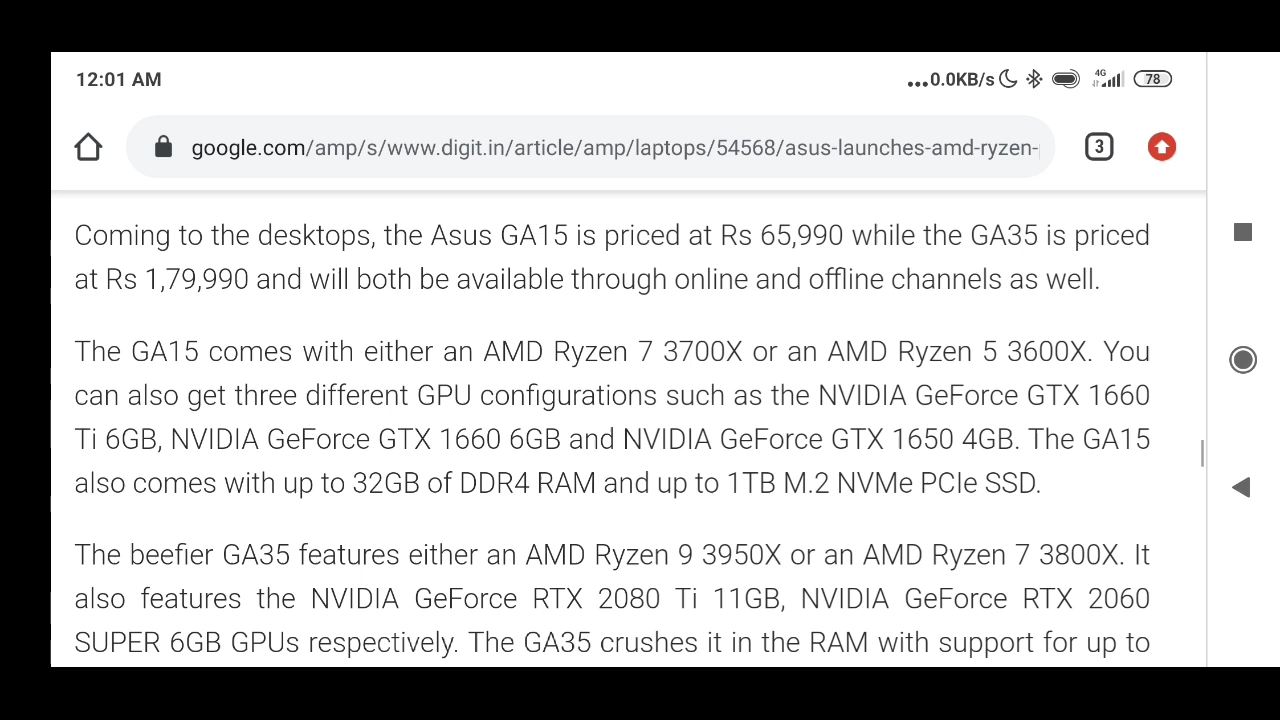 12:01 AM
...0.0KB/s 4G 78
google.com/amp/s/www.digit.in/article/amp/laptops/54568/asus-launches-amd-ryzen-
3
Coming to the desktops, the Asus GA15 is priced at Rs 65,990 while the GA35 is priced
at Rs 1,79,990 and will both be available through online and offline channels as well.
The GA15 comes with either an AMD Ryzen 7 3700X or an AMD Ryzen 5 3600X. You
can also get three different GPU configurations such as the NVIDIA GeForce GTX 1660
Ti 6GB, NVIDIA GeForce GTX 1660 6GB and NVIDIA GeForce GTX 1650 4GB. The GA15
also comes with up to 32GB of DDR4 RAM and up to 1TB M.2 NVMe PCIe SSD.
The beefier GA35 features either an AMD Ryzen 9 3950X or an AMD Ryzen 7 3800X. It
also features the NVIDIA GeForce RTX 2080 Ti 11GB, NVIDIA GeForce RTX 2060
SUPER 6GB GPUs respectively. The GA35 crushes it in the RAM with support for up to